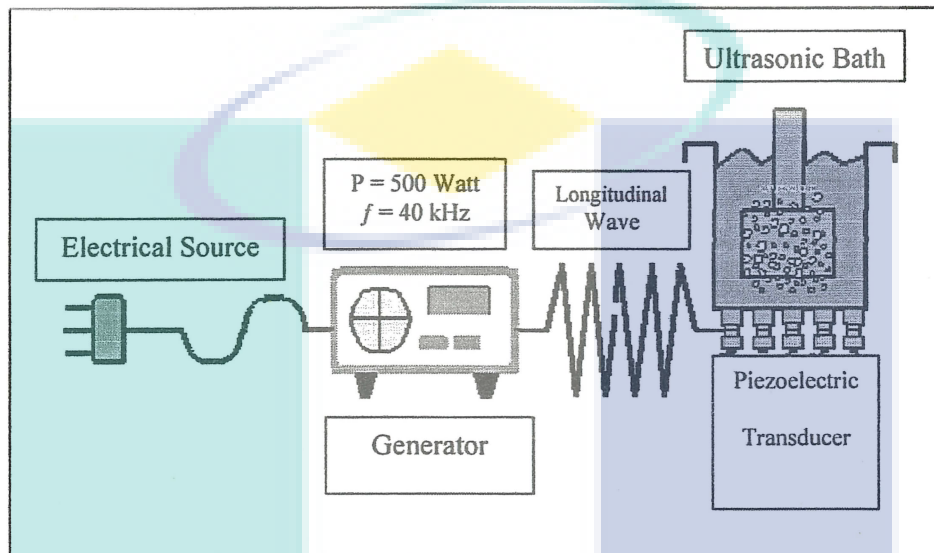 Ultrasonic Bath
P = 500 Watt
f = 40 kHz
Longitudinal
Wave
Electrical Source
Piezoelectric
Transducer
Generator